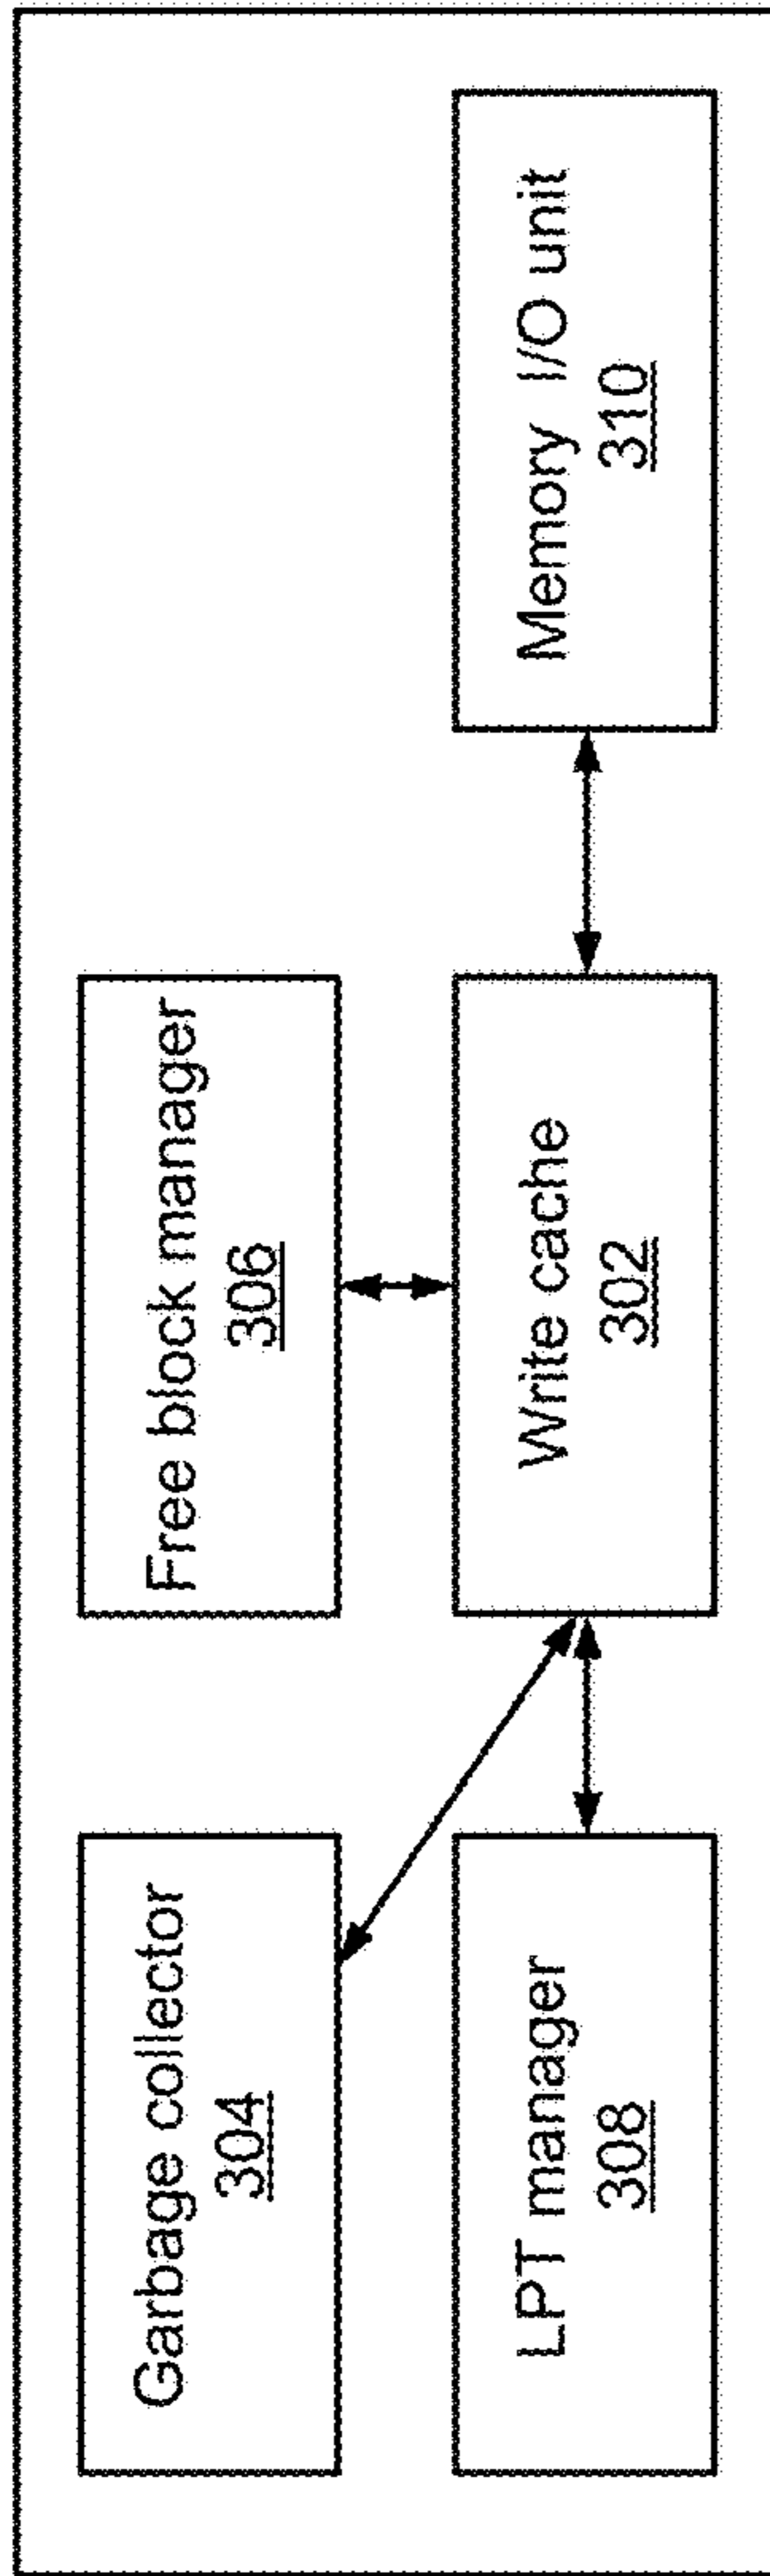 Garbage collector
304
Free block manager
306
LPT manager
308
Write cache
302
Memory I/O unit
310